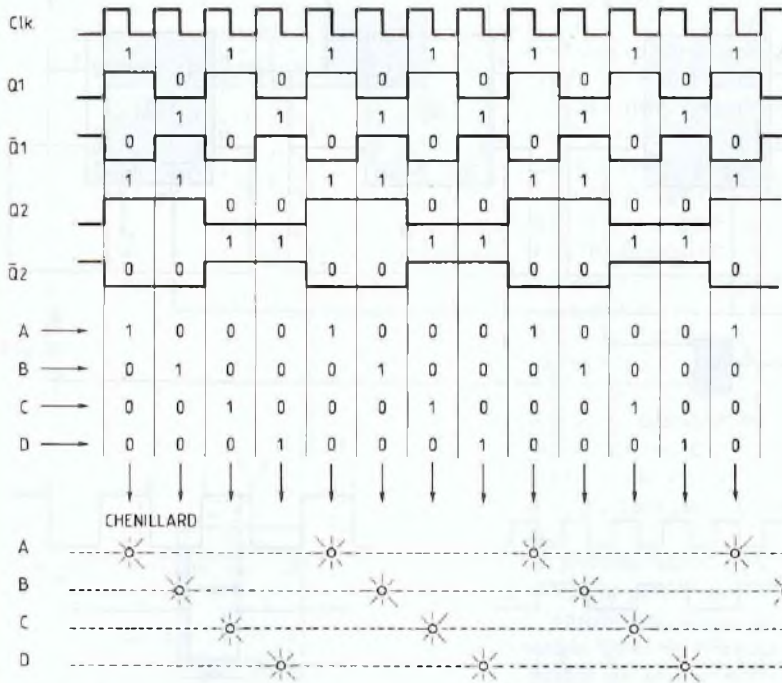 Clk.
1 1 1 1 1 1 1
Q1
0 0 0 0 0 0
1 1 1 1 1 1
Q̄1
0 0 0 0 0 0 0
1 1 1 1 1 1 1
Q2
0 0 0 0 0 0
1 1 1 1 1 1
Q̄2
0 0 0 0 0 0 0
A 1 0 0 0 1 0 0 0 1 0 0 0 1
B 0 1 0 0 0 1 0 0 0 1 0 0 0
C 0 0 1 0 0 0 1 0 0 0 1 0 0
D 0 0 0 1 0 0 0 1 0 0 0 1 0
CHENILLARD
A
B
C
D